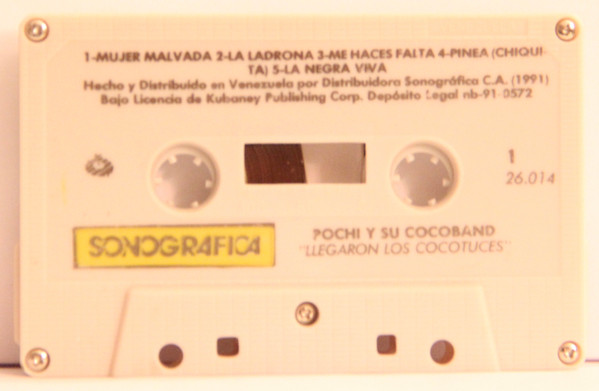 1-MUJER MALVADA 2-LA LADRONA 3-ME HACES FALTA 4-PINEA (CHIQUI-
TA) 5-LA NEGRA VIVA
Hecho y Distribuido en Venezuela por Distribuidora Sonográfica C.A. (1991)
Bajo Licencia de Kubaney Publishing Corp. Depósito Legal nb-91-0572
1
26.014
SONOGRAFICA
POCHI Y SU COCOBAND
"LLEGARON LOS COCOTUCES"